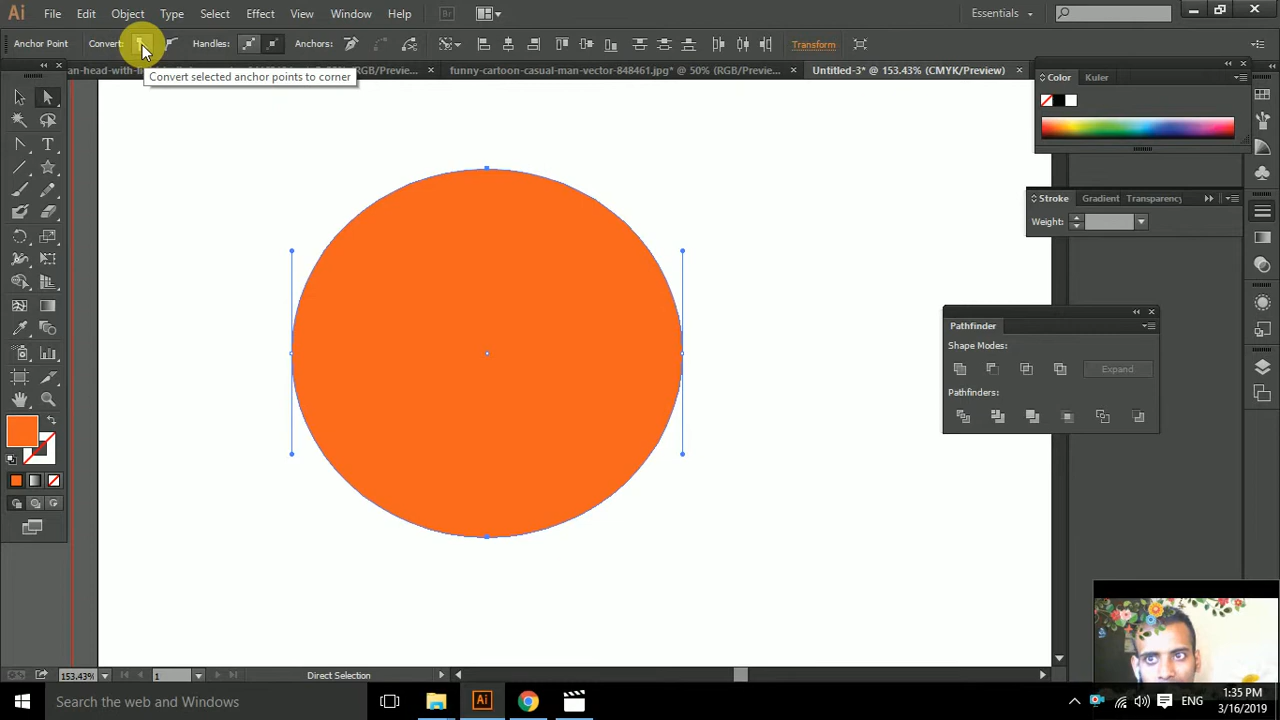 Ai File Edit Object Type Select Effect View Window Help Br Essentials
Anchor Point Convert: Handles: Anchors: Transform
Convert selected anchor points to corner
an-head-with- (RGB/Previe... funny-cartoon-casual-man-vector-848461.jpg* @ 50% (RGB/Previe... Untitled-3* @ 153.43% (CMYK/Preview)
Color Kuler
Stroke Gradient Transparency
Weight:
Pathfinder
Shape Modes:
Expand
Pathfinders:
153.43% 1 Direct Selection
Search the web and Windows Ai ENG
1:35 PM
3/16/2019